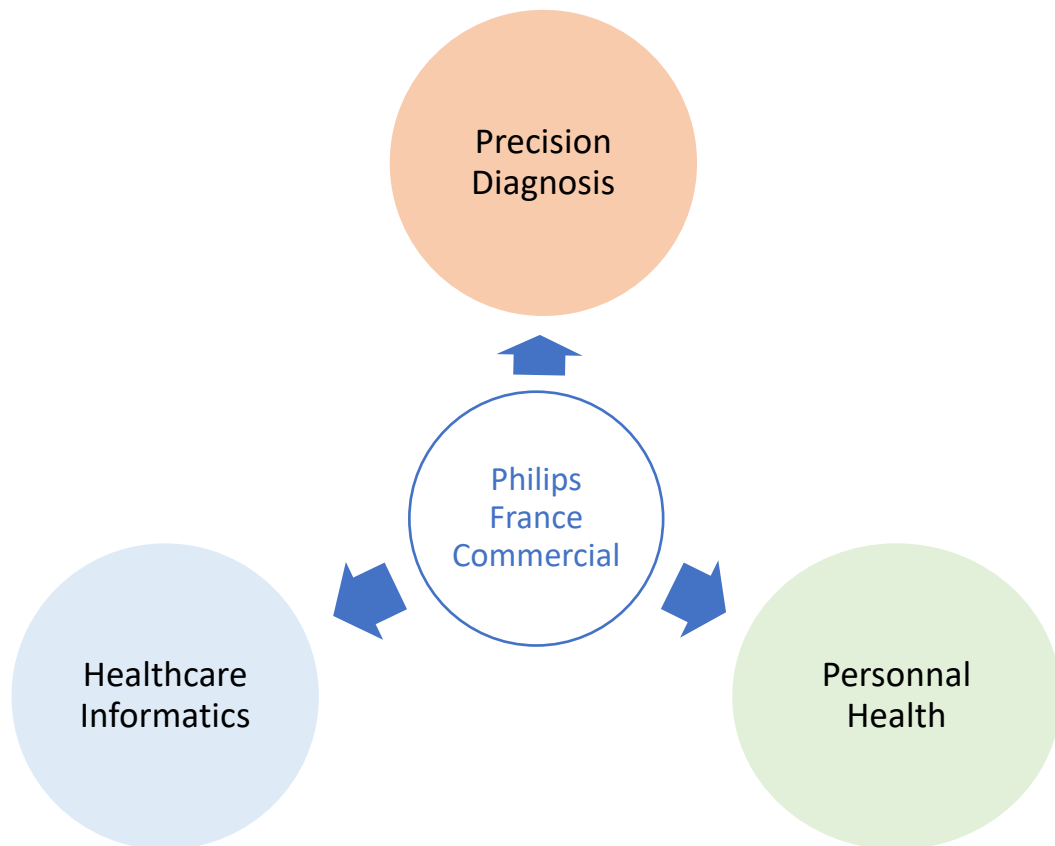 Precision
Diagnosis
Philips
France
Commercial
Healthcare
Informatics
Personnal
Health